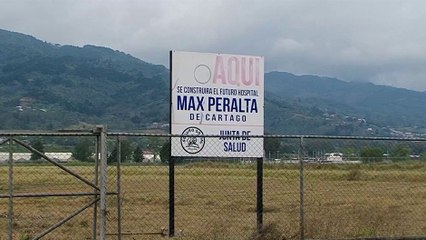 AQUI
SE CONSTRUIRA EL FUTURO HOSPITAL
MAX PERALTA
DE CARTAGO
JUNTA DE
SALUD